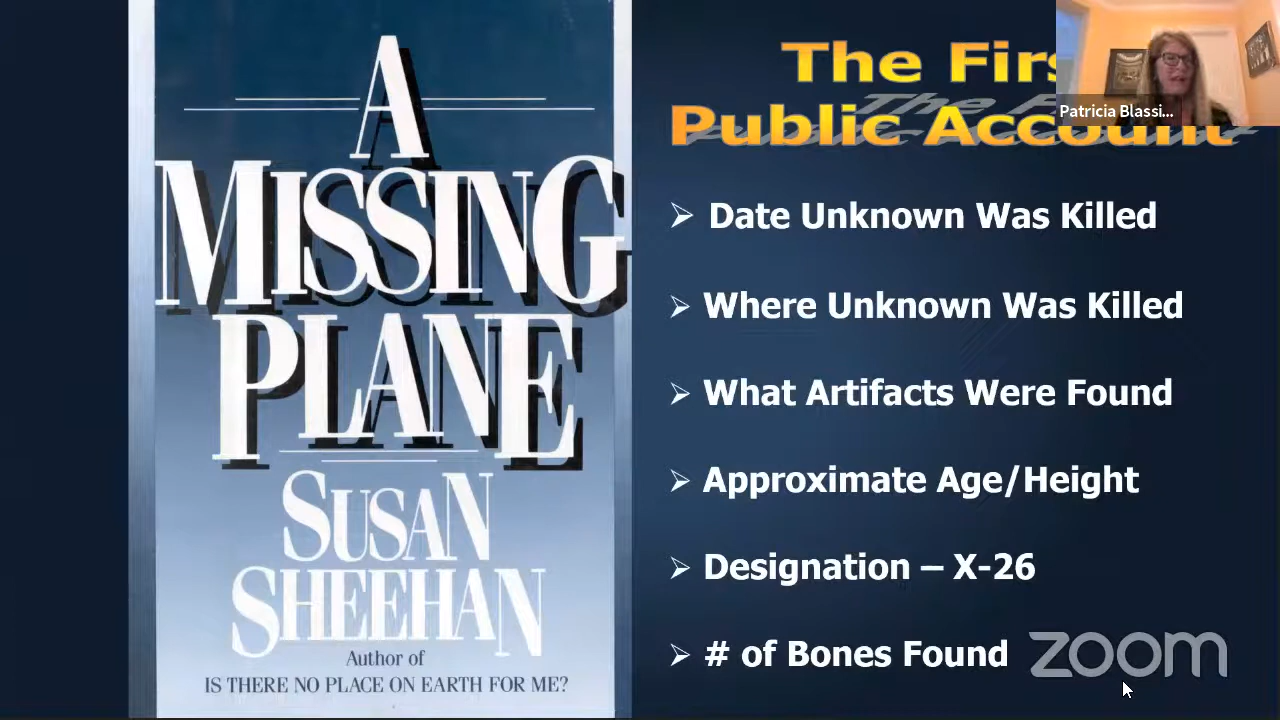 A
MISSING
PLANE
SUSAN
SHEEHAN
Author of
IS THERE NO PLACE ON EARTH FOR ME?
The Firs
Public Account
Patricia Blassi...
➢ Date Unknown Was Killed
➢ Where Unknown Was Killed
➢ What Artifacts Were Found
➢ Approximate Age/Height
➢ Designation – X-26
➢ # of Bones Found
zoom